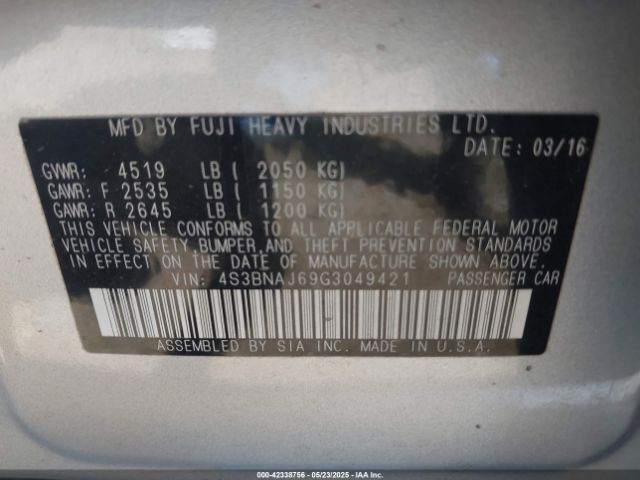 MFD BY FUJI HEAVY INDUSTRIES LTD.
DATE: 03/16
GVWR: 4519 LB ( 2050 KG)
GAWR: F 2535 LB ( 1150 KG)
GAWR: R 2645 LB ( 1200 KG)
THIS VEHICLE CONFORMS TO ALL APPLICABLE FEDERAL MOTOR
VEHICLE SAFETY, BUMPER, AND THEFT PREVENTION STANDARDS
IN EFFECT ON THE DATE OF MANUFACTURE SHOWN ABOVE.
VIN: 4S3BNAJ69G3049421 PASSENGER CAR
ASSEMBLED BY SIA INC. MADE IN U.S.A.
000-42338756 - 05/23/2025 - IAA Inc.